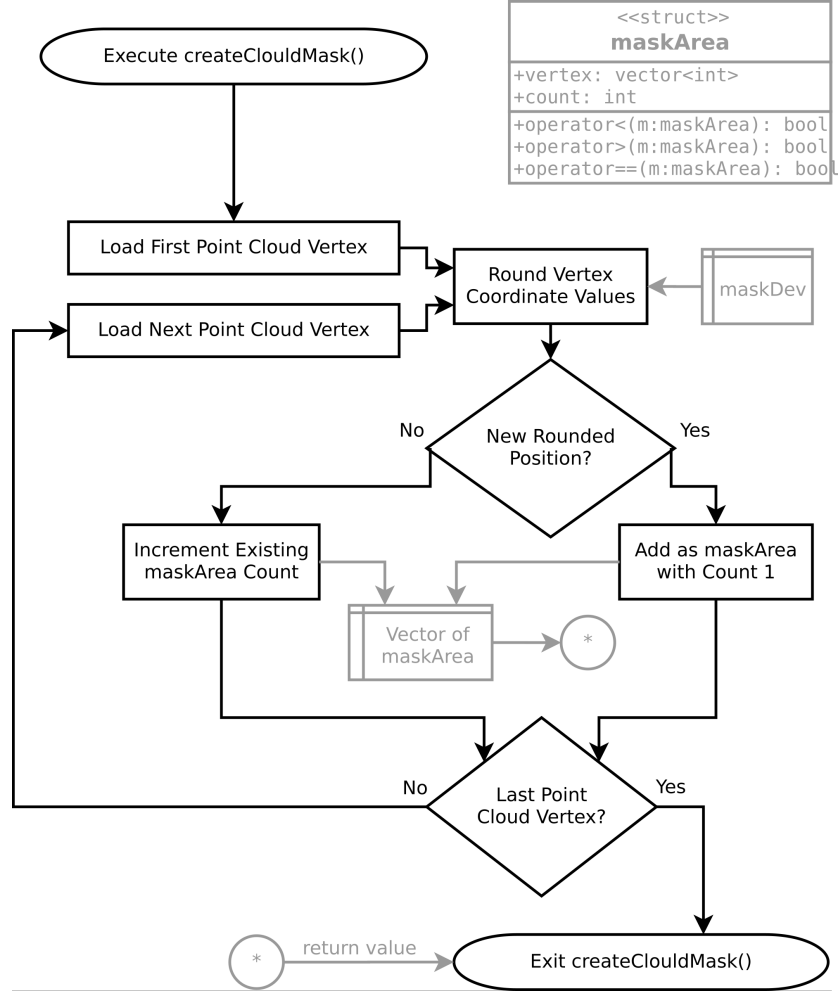 Execute createClouldMask()
<<struct>>
maskArea
+vertex: vector<int>
+count: int
+operator<(m:maskArea): bool
+operator>(m:maskArea): bool
+operator==(m:maskArea): bool
Load First Point Cloud Vertex
Round Vertex
Coordinate Values
maskDev
Load Next Point Cloud Vertex
No
Yes
New Rounded
Position?
Increment Existing
maskArea Count
Add as maskArea
with Count 1
Vector of
maskArea
*
No
Yes
Last Point
Cloud Vertex?
*
return value
Exit createClouldMask()